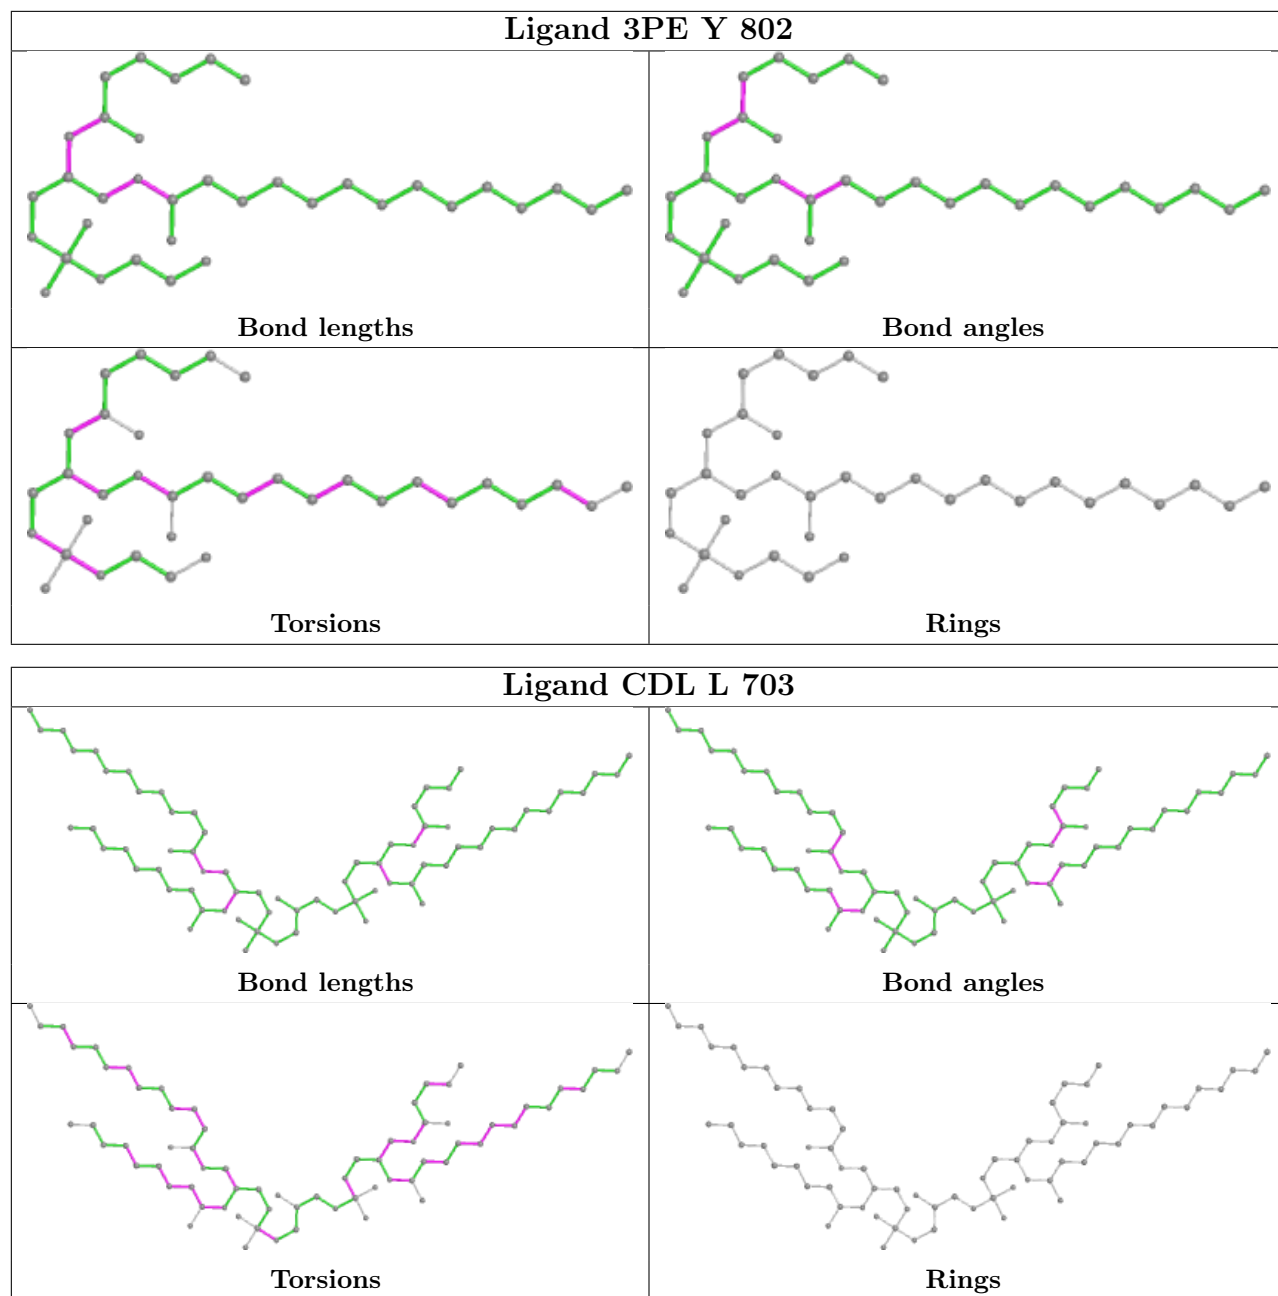 Ligand 3PE Y 802
Bond lengths
Bond angles
Torsions
Rings
Ligand CDL L 703
Bond lengths
Bond angles
Torsions
Rings